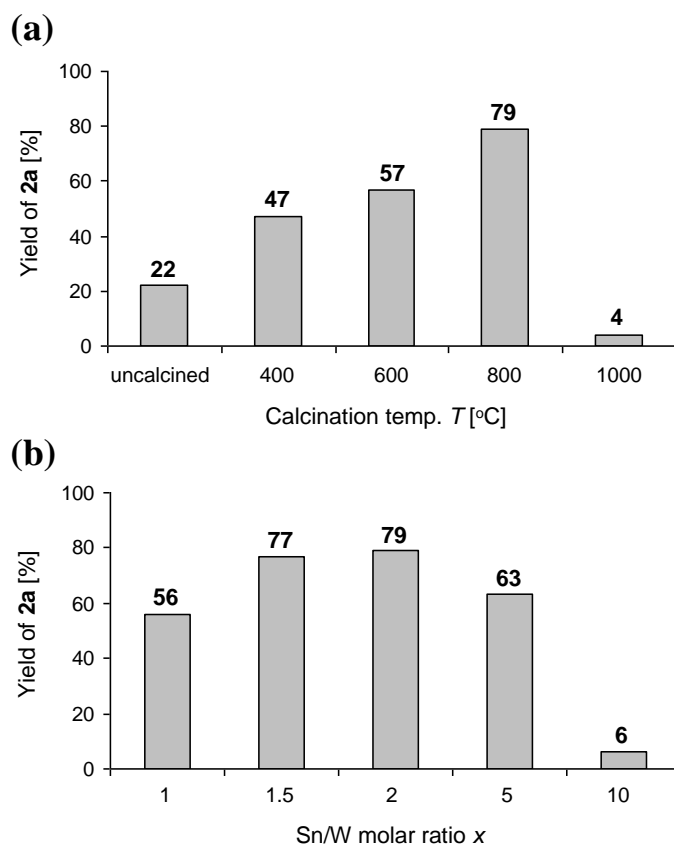 (a)
Yield of 2a [%]
100
80
60
40
20
0
22
47
57
79
4
uncalcined 400 600 800 1000
Calcination temp. T [°C]
(b)
Yield of 2a [%]
100
80
60
40
20
0
56
77
79
63
6
1 1.5 2 5 10
Sn/W molar ratio x